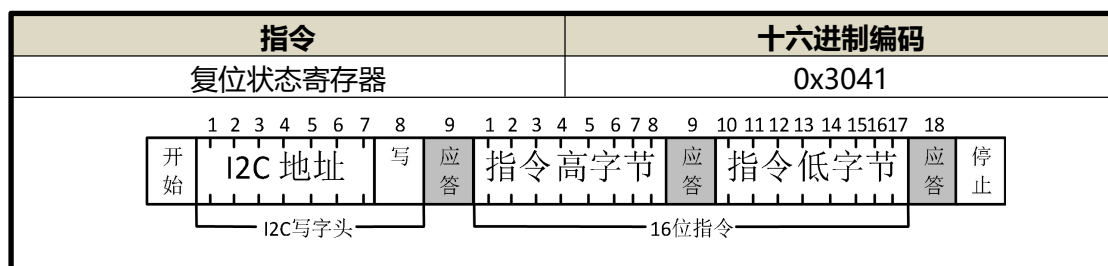 指令 十六进制编码
复位状态寄存器 0x3041
1 2 3 4 5 6 7 8 9 1 2 3 4 5 6 7 8 9 10 11 12 13 14 15 16 17 18
开始 I2C 地址 写 应答 指令高字节 应答 指令低字节 应答 停止
I2C写字头 16位指令